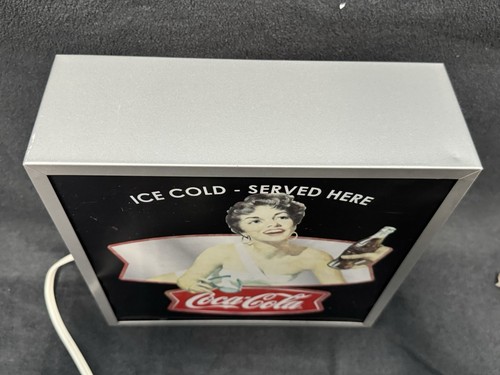 ICE COLD - SERVED HERE
Coca-Cola